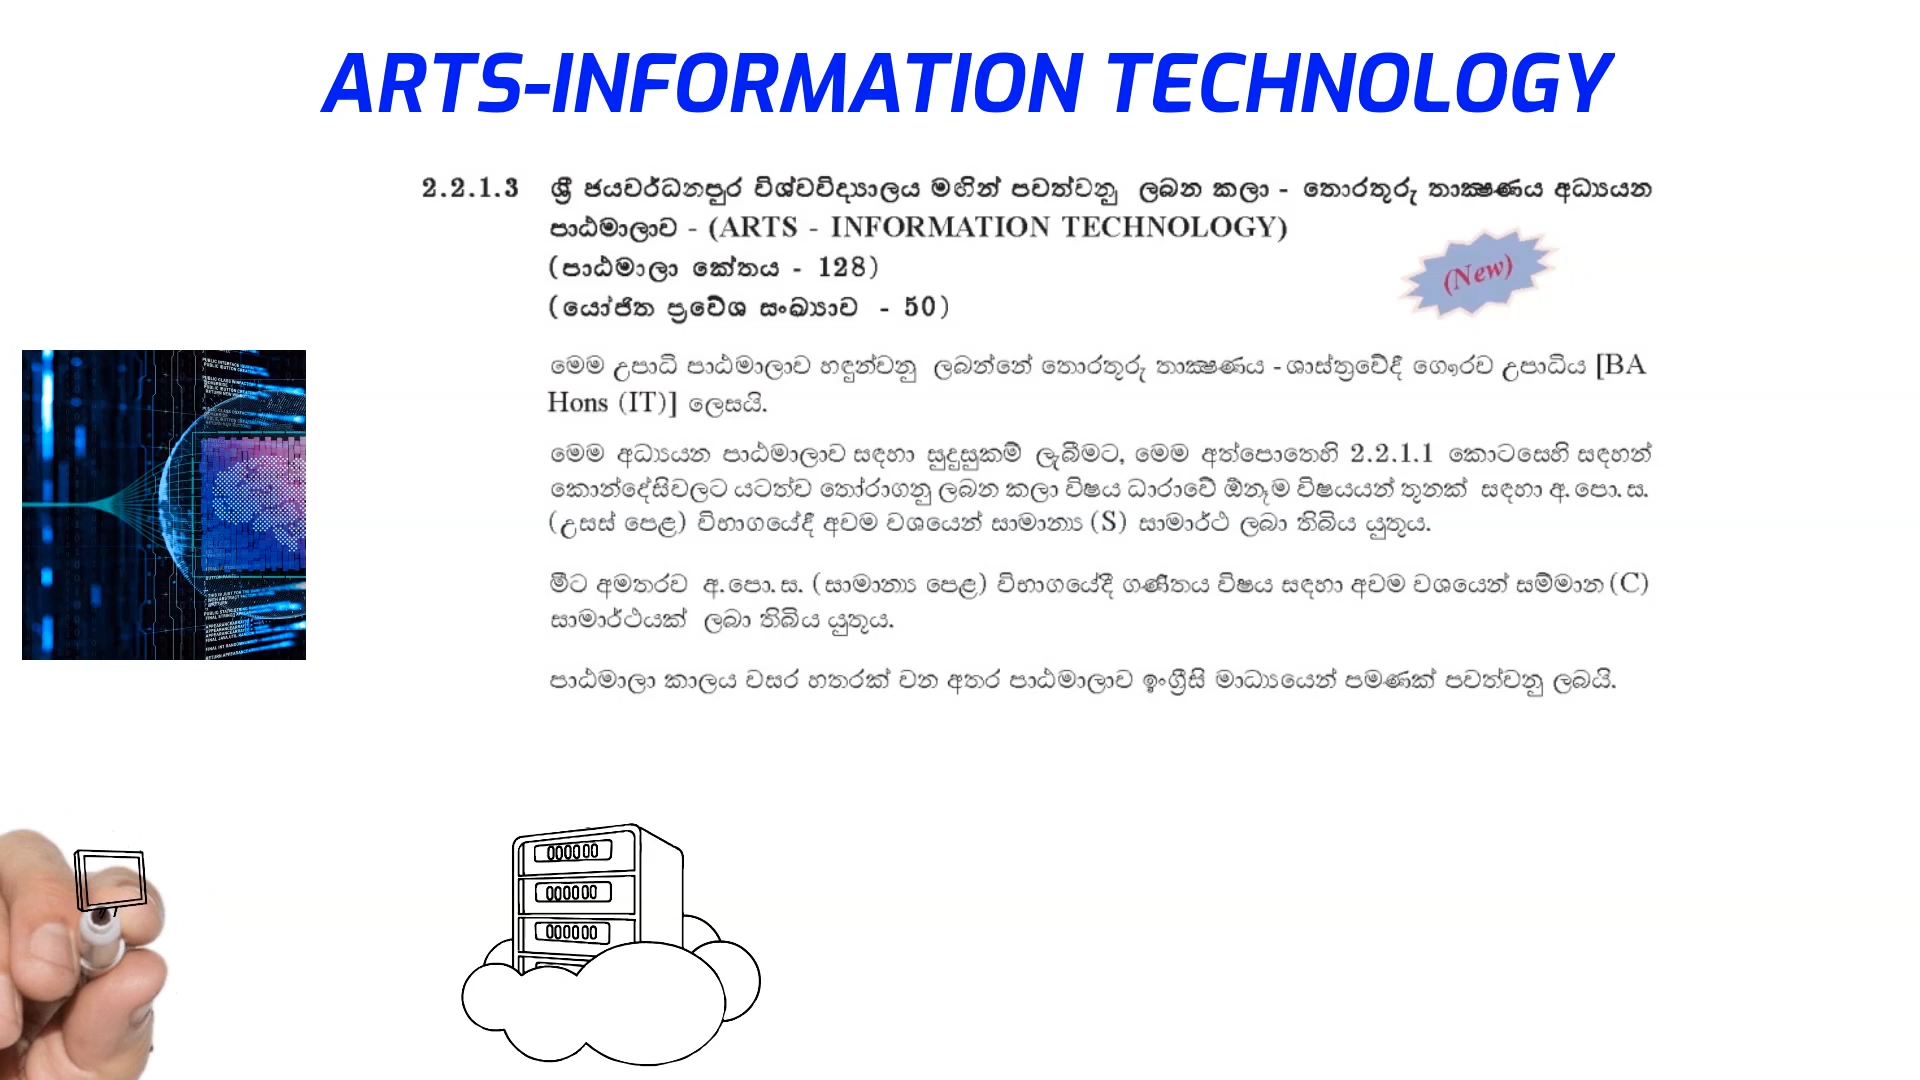 ARTS-INFORMATION TECHNOLOGY
2.2.1.3 ශ්‍රී ජයවර්ධනපුර විශ්වවිද්‍යාලය මඟින් පවත්වනු ලබන කලා - තොරතුරු තාක්ෂණය අධ්‍යයන
පාඨමාලාව - (ARTS - INFORMATION TECHNOLOGY)
(පාඨමාලා කේතය - 128)
(යෝජිත ප්‍රවේශ සංඛ්‍යාව - 50)
(New)
මෙම උපාධි පාඨමාලාව හඳුන්වනු ලබන්නේ තොරතුරු තාක්ෂණය - ශාස්ත්‍රවේදී ගෞරව උපාධිය [BA
Hons (IT)] ලෙසයි.
මෙම අධ්‍යයන පාඨමාලාව සඳහා සුදුසුකම් ලැබීමට, මෙම අත්පොතෙහි 2.2.1.1 කොටසෙහි සඳහන්
කොන්දේසිවලට යටත්ව තෝරාගනු ලබන කලා විෂය ධාරාවේ ඕනෑම විෂයයන් තුනක් සඳහා අ.පො.ස.
(උසස් පෙළ) විභාගයේදී අවම වශයෙන් සාමාන්‍ය (S) සාමාර්ථ ලබා තිබිය යුතුය.
මීට අමතරව අ.පො.ස. (සාමාන්‍ය පෙළ) විභාගයේදී ගණිතය විෂය සඳහා අවම වශයෙන් සම්මාන (C)
සාමාර්ථයක් ලබා තිබිය යුතුය.
පාඨමාලා කාලය වසර හතරක් වන අතර පාඨමාලාව ඉංග්‍රීසි මාධ්‍යයෙන් පමණක් පවත්වනු ලබයි.
000000
000000
000000